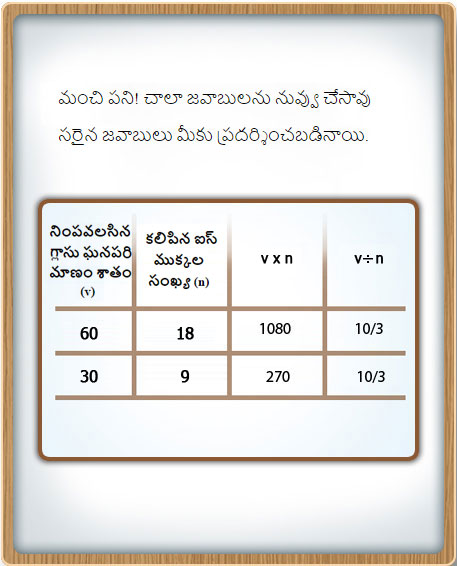 మంచి పని! చాలా జవాబులను నువ్వు చేసావు
సరైన జవాబులు మీకు ప్రదర్శించబడినాయి.
నింపవలసిన
గ్లాసు ఘనపరి
మాణం శాతం
(v)
కలిపిన ఐస్
ముక్కల
సంఖ్య (n)
v x n
v÷n
60 18 1080 10/3
30 9 270 10/3